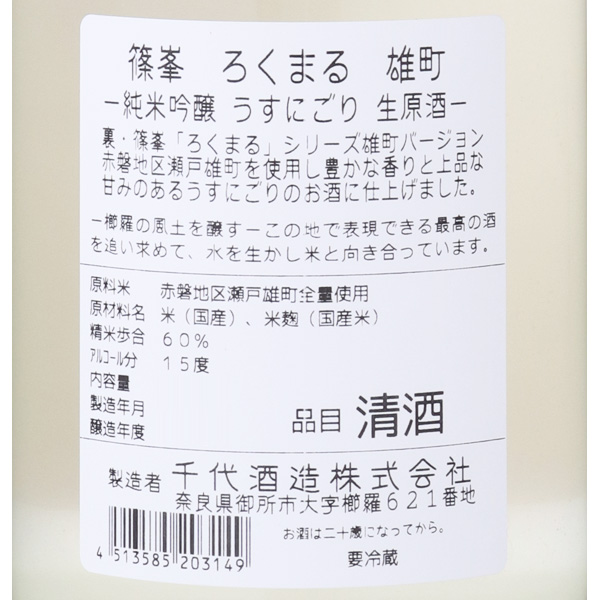 篠峯　ろくまる　雄町
ー純米吟醸 うすにごり 生原酒ー
裏・篠峯「ろくまる」シリーズ雄町バージョン
赤磐地区瀬戸雄町を使用し豊かな香りと上品な
甘みのあるうすにごりのお酒に仕上げました。
ー櫛羅の風土を醸すーこの地で表現できる最高の酒
を追い求めて、水を生かし米と向き合っています。
原料米　赤磐地区瀬戸雄町全量使用
原材料名　米（国産）、米麹（国産米）
精米歩合　６０％
ｱﾙｺｰﾙ分　１５度
内容量
製造年月
醸造年度
品目 清酒
製造者 千代酒造株式会社
奈良県御所市大字櫛羅６２１番地
お酒は二十歳になってから。
要冷蔵
4 513585 203149